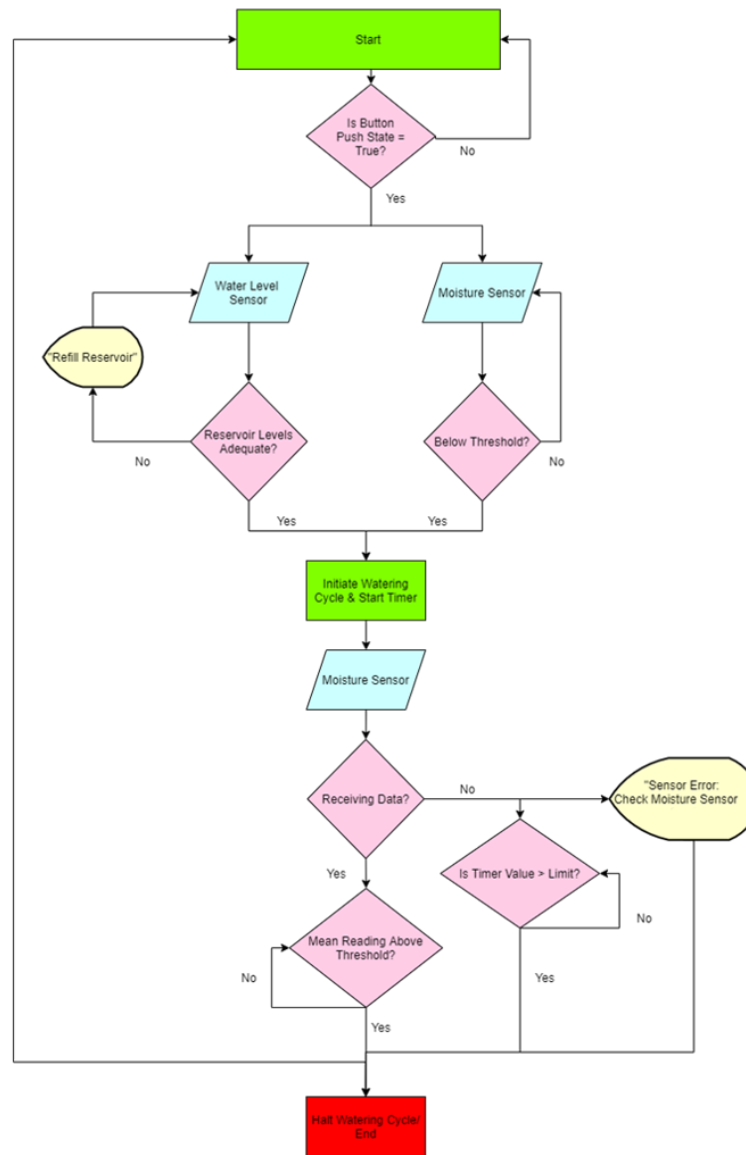 Start
Is Button
Push State =
True?
No
Yes
Water Level
Sensor
Moisture Sensor
"Refill Reservoir"
Reservoir Levels
Adequate?
Below Threshold?
No
No
Yes
Yes
Initiate Watering
Cycle & Start Timer
Moisture Sensor
"Sensor Error:
Check Moisture Sensor
Receiving Data?
No
Yes
Is Timer Value > Limit?
No
Mean Reading Above
Threshold?
No
Yes
Yes
Halt Watering Cycle/
End